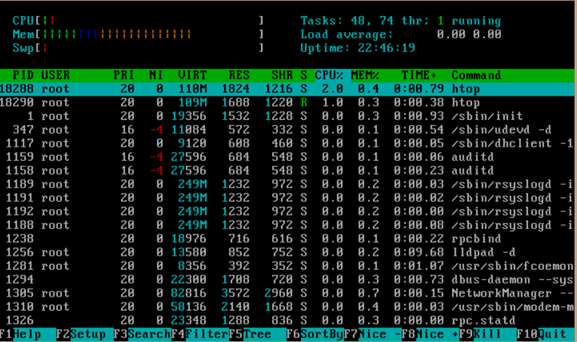 CPU[|| ] Tasks: 48, 74 thr; 1 running
Mem[|||||||||||||||||||||||||| ] Load average: 0.00 0.00
Swp[| ] Uptime: 22:46:19
PID USER PRI NI VIRT RES SHR S CPU% MEM% TIME+ Command
18288 root 20 0 110M 1824 1216 S 2.0 0.4 0:00.79 htop
18290 root 20 0 109M 1688 1220 R 1.0 0.3 0:00.38 htop
1 root 20 0 19356 1532 1228 S 0.0 0.3 0:00.93 /sbin/init
347 root 16 -4 11084 572 332 S 0.0 0.1 0:00.54 /sbin/udevd -d
1117 root 20 0 9120 608 460 S 0.0 0.1 0:00.05 /sbin/dhclient -1
1159 root 16 -4 27596 684 548 S 0.0 0.1 0:00.06 auditd
1158 root 16 -4 27596 684 548 S 0.0 0.1 0:00.23 auditd
1189 root 20 0 249M 1232 972 S 0.0 0.2 0:00.03 /sbin/rsyslogd -i
1191 root 20 0 249M 1232 972 S 0.0 0.2 0:00.02 /sbin/rsyslogd -i
1192 root 20 0 249M 1232 972 S 0.0 0.2 0:00.00 /sbin/rsyslogd -i
1188 root 20 0 249M 1232 972 S 0.0 0.2 0:00.08 /sbin/rsyslogd -i
1238 20 0 18976 716 616 S 0.0 0.1 0:00.22 rpcbind
1256 root 20 0 13580 852 752 S 0.0 0.2 0:09.68 lldpad -d
1281 root 20 0 8356 392 352 S 0.0 0.1 0:01.07 /usr/sbin/fcoemon
1294 20 0 22300 1708 720 S 0.0 0.3 0:00.73 dbus-daemon --sys
1305 root 20 0 82816 3572 2960 S 0.0 0.7 0:00.15 NetworkManager --
1310 root 20 0 58136 2140 1668 S 0.0 0.4 0:00.03 /usr/sbin/modem-m
1326 20 0 23348 1288 836 S 0.0 0.3 0:00.00 rpc.statd
F1Help F2Setup F3SearchF4FilterF5Tree F6SortByF7Nice -F8Nice +F9Kill F10Quit